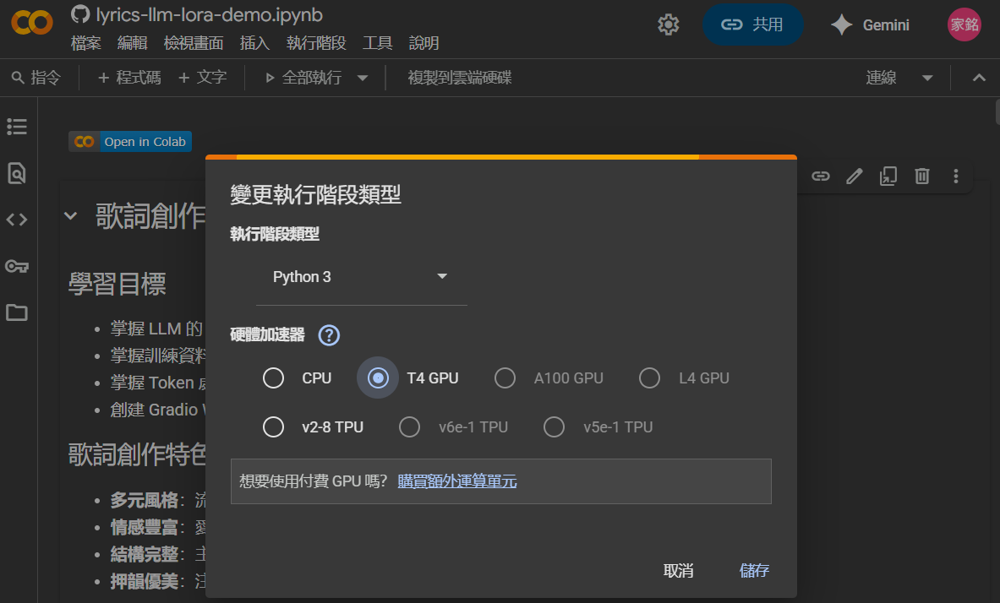 lyrics-llm-lora-demo.ipynb
檔案 編輯 檢視畫面 插入 執行階段 工具 說明
共用 Gemini 家銘
指令 + 程式碼 + 文字 全部執行 複製到雲端硬碟 連線
Open in Colab
歌詞創作
學習目標
掌握 LLM 的
掌握訓練資料
掌握 Token
創建 Gradio
歌詞創作特色
多元風格：流
情感豐富：愛
結構完整：主
押韻優美：注
變更執行階段類型
執行階段類型
Python 3
硬體加速器 ?
CPU T4 GPU A100 GPU L4 GPU
v2-8 TPU v6e-1 TPU v5e-1 TPU
想要使用付費 GPU 嗎？ 購買額外運算單元
取消 儲存